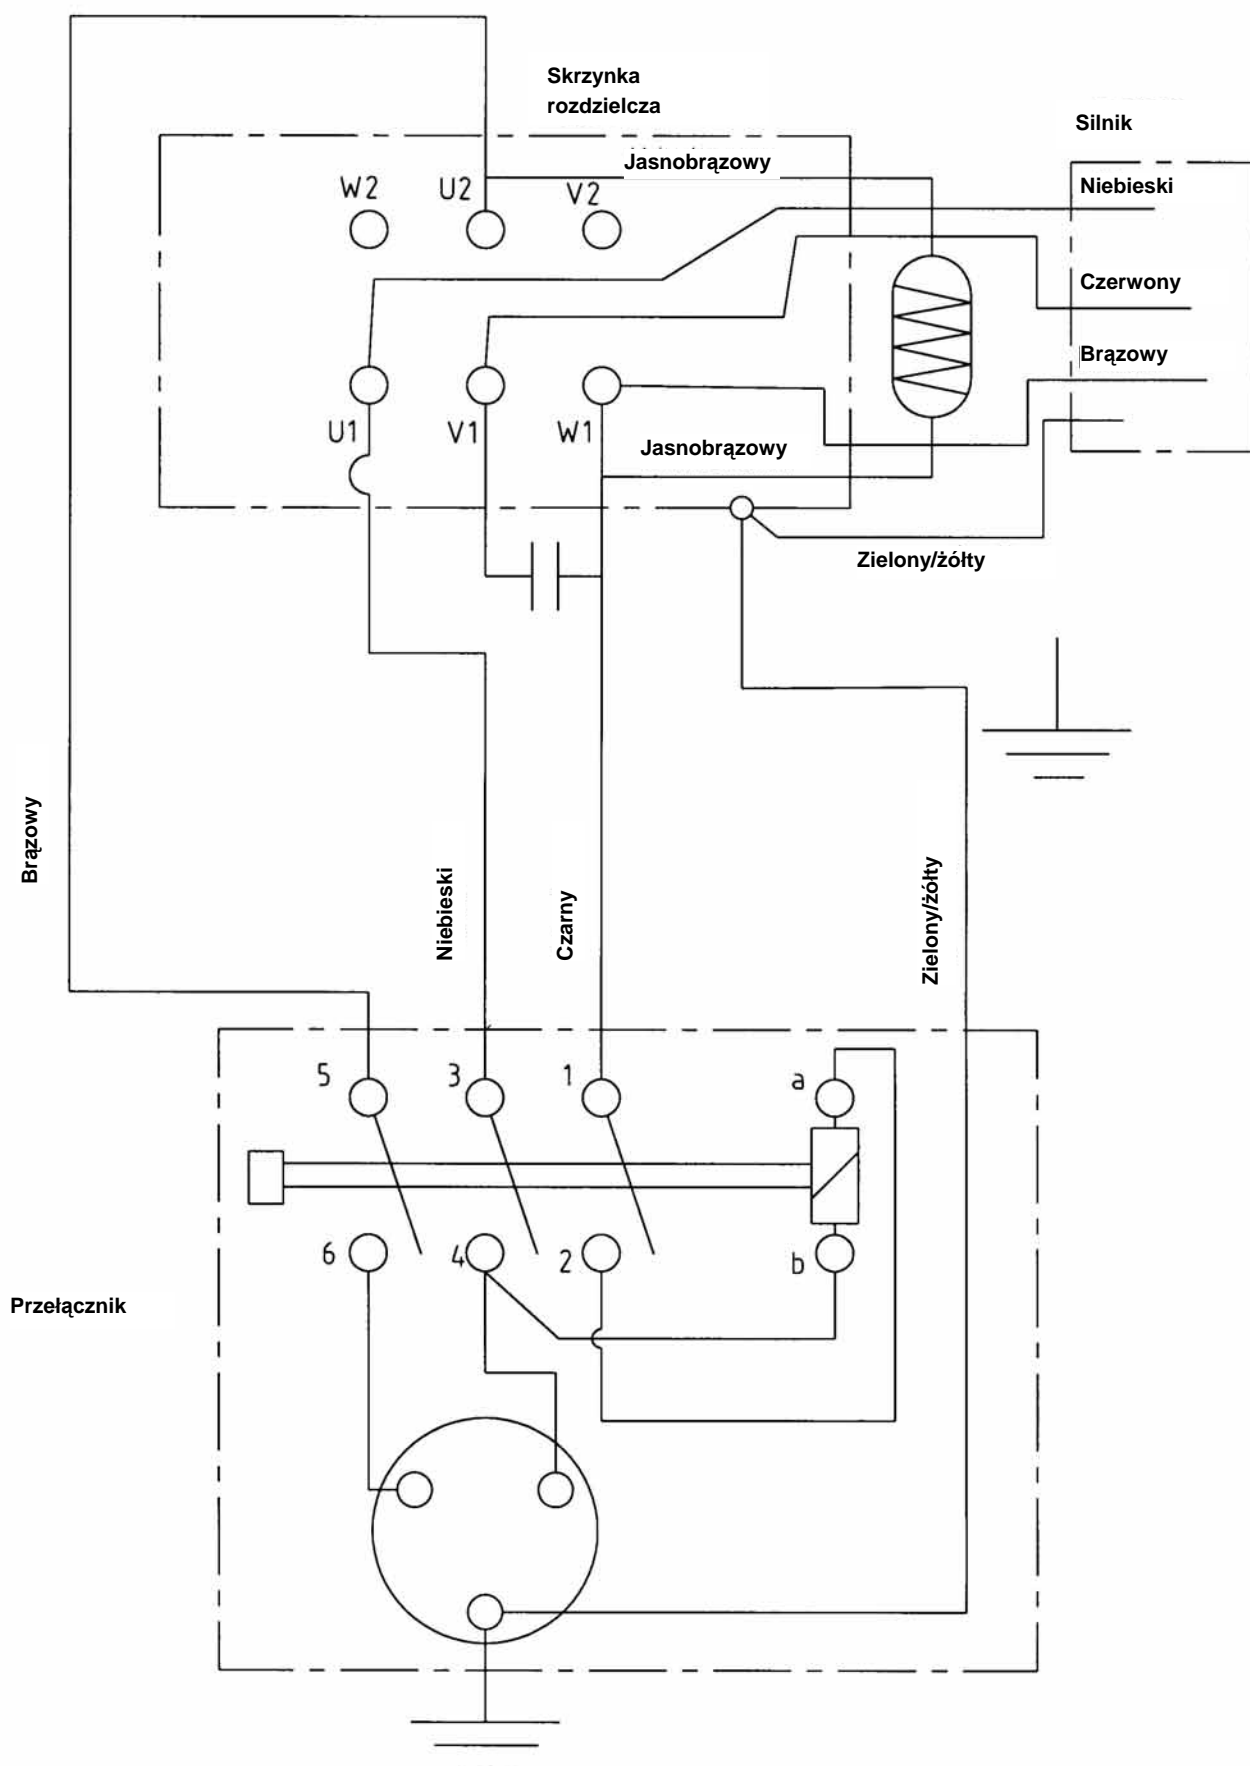 Skrzynka
rozdzielcza
Silnik
Jasnobrązowy
Niebieski
W2
U2
V2
Czerwony
Brązowy
U1
V1
W1
Jasnobrązowy
Zielony/żółty
Brązowy
Niebieski
Czarny
Zielony/żółty
5
3
1
a
6
4
2
b
Przełącznik